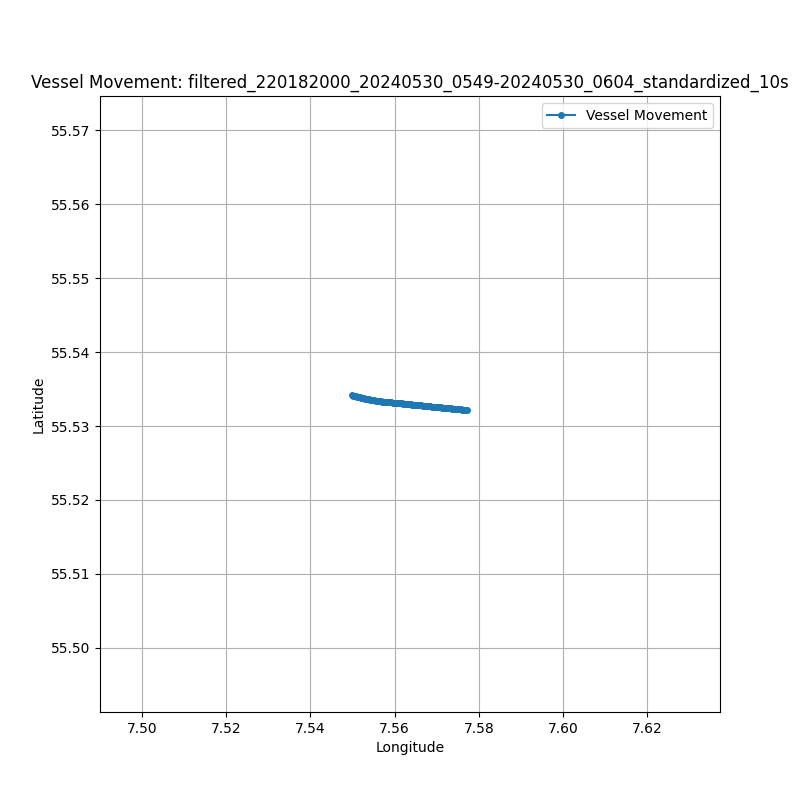 Vessel Movement: filtered_220182000_20240530_0549-20240530_0604_standardized_10s
Vessel Movement
55.57
55.56
55.55
55.54
55.53
55.52
55.51
55.50
Latitude
7.50 7.52 7.54 7.56 7.58 7.60 7.62
Longitude